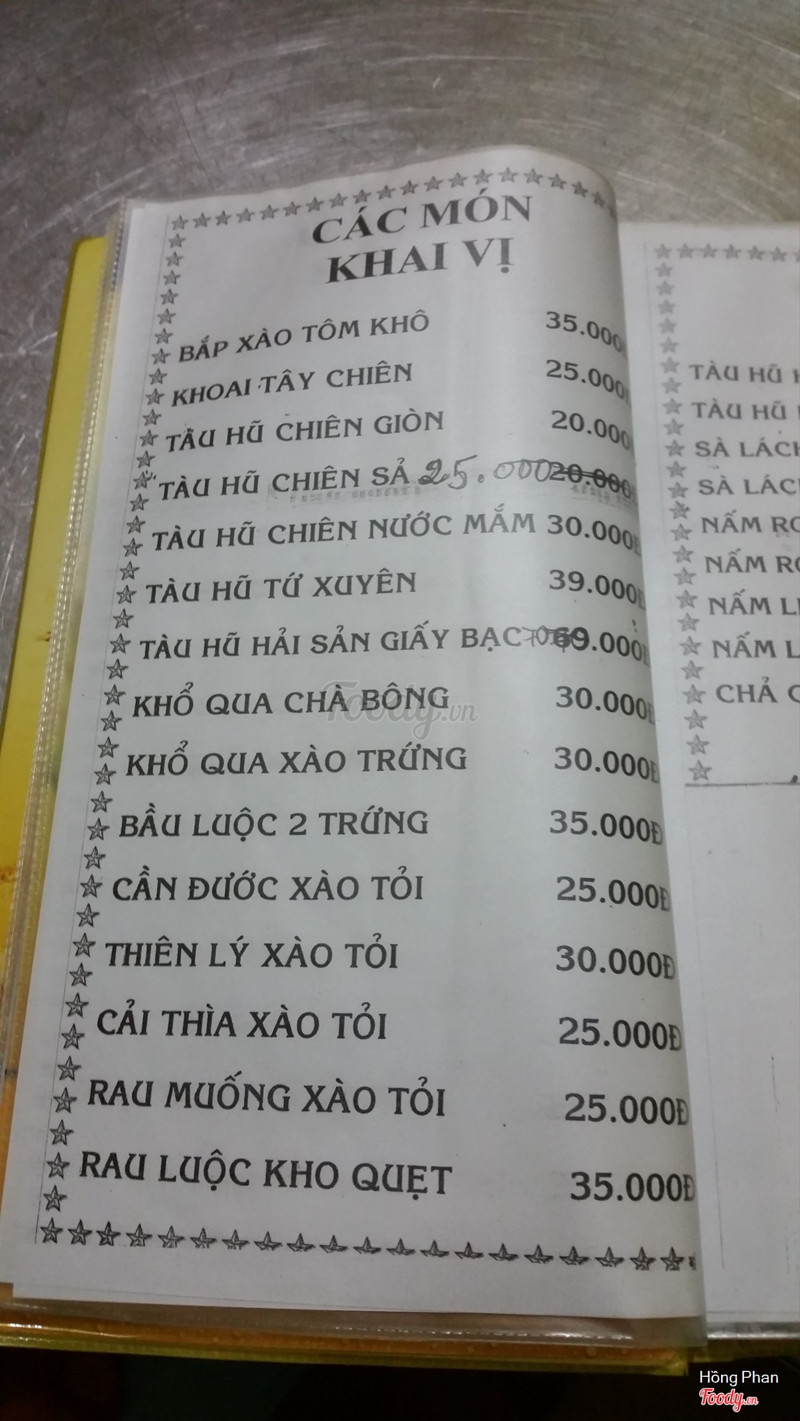 CÁC MÓN
KHAI VỊ
BẮP XÀO TÔM KHÔ 35.000
KHOAI TÂY CHIÊN 25.000
TÀU HŨ CHIÊN GIÒN 20.000
TÀU HŨ CHIÊN SẢ 25.000 20.000
TÀU HŨ CHIÊN NƯỚC MẮM 30.000Đ
TÀU HŨ TỨ XUYÊN 39.000
TÀU HŨ HẢI SẢN GIẤY BẠC 69.000
KHỔ QUA CHÀ BÔNG 30.000Đ
KHỔ QUA XÀO TRỨNG 30.000Đ
BẦU LUỘC 2 TRỨNG 35.000Đ
CẦN ĐƯỚC XÀO TỎI 25.000Đ
THIÊN LÝ XÀO TỎI 30.000Đ
CẢI THÌA XÀO TỎI 25.000Đ
RAU MUỐNG XÀO TỎI 25.000Đ
RAU LUỘC KHO QUẸT 35.000Đ
TÀU HŨ
TÀU HŨ
SÀ LÁCH
SÀ LÁC
NẤM
NẤM
NẤM
NẤM
CHẢ
Foody.vn
Hồng Phan
Foody.vn